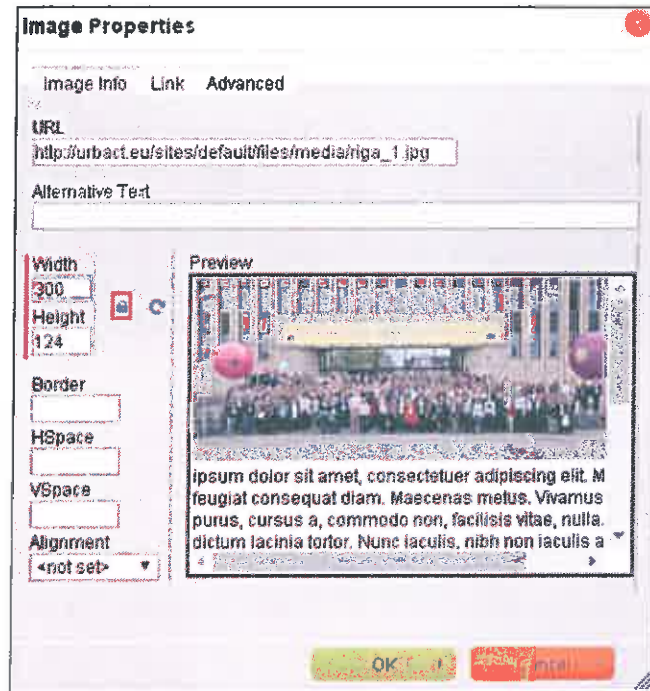 Image Properties
Image Info Link Advanced
URL
http://urbact.eu/sites/default/files/media/riga_1.jpg
Alternative Text
Width
300
Height
124
Preview
Border
HSpace
VSpace
Alignment
<not set>
ipsum dolor sit amet, consectetuer adipiscing elit. M
feugiat consequat diam. Maecenas metus. Vivamus
purus, cursus a, commodo non, facilisis vitae, nulla.
dictum lacinia tortor. Nunc iaculis, nibh non iaculis a
OK